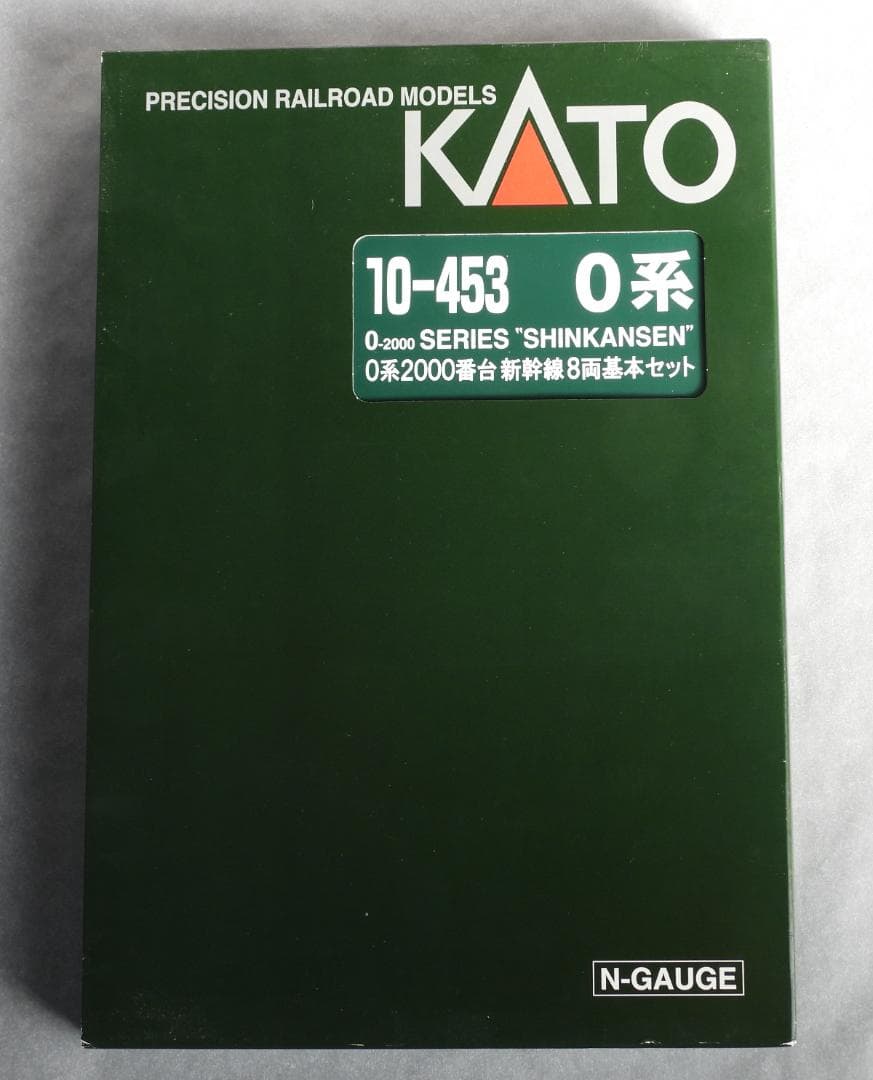 PRECISION RAILROAD MODELS
KATO
10-453 0系
0-2000 SERIES "SHINKANSEN"
0系2000番台 新幹線8両基本セット
N-GAUGE